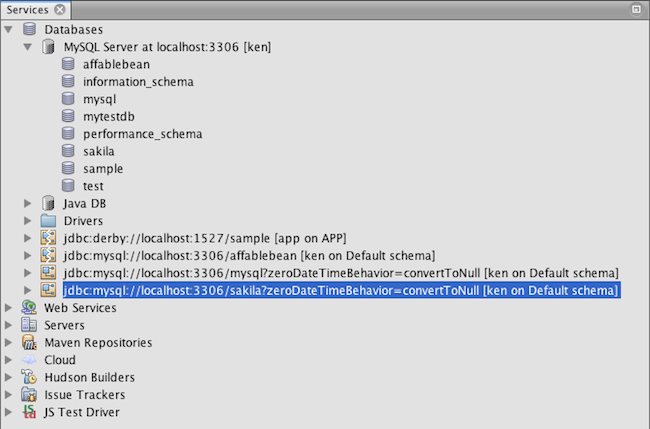 Services
Databases
MySQL Server at localhost:3306 [ken]
affablebean
information_schema
mysql
mytestdb
performance_schema
sakila
sample
test
Java DB
Drivers
jdbc:derby://localhost:1527/sample [app on APP]
jdbc:mysql://localhost:3306/affablebean [ken on Default schema]
jdbc:mysql://localhost:3306/mysql?zeroDateTimeBehavior=convertToNull [ken on Default schema]
jdbc:mysql://localhost:3306/sakila?zeroDateTimeBehavior=convertToNull [ken on Default schema]
Web Services
Servers
Maven Repositories
Cloud
Hudson Builders
Issue Trackers
JS Test Driver